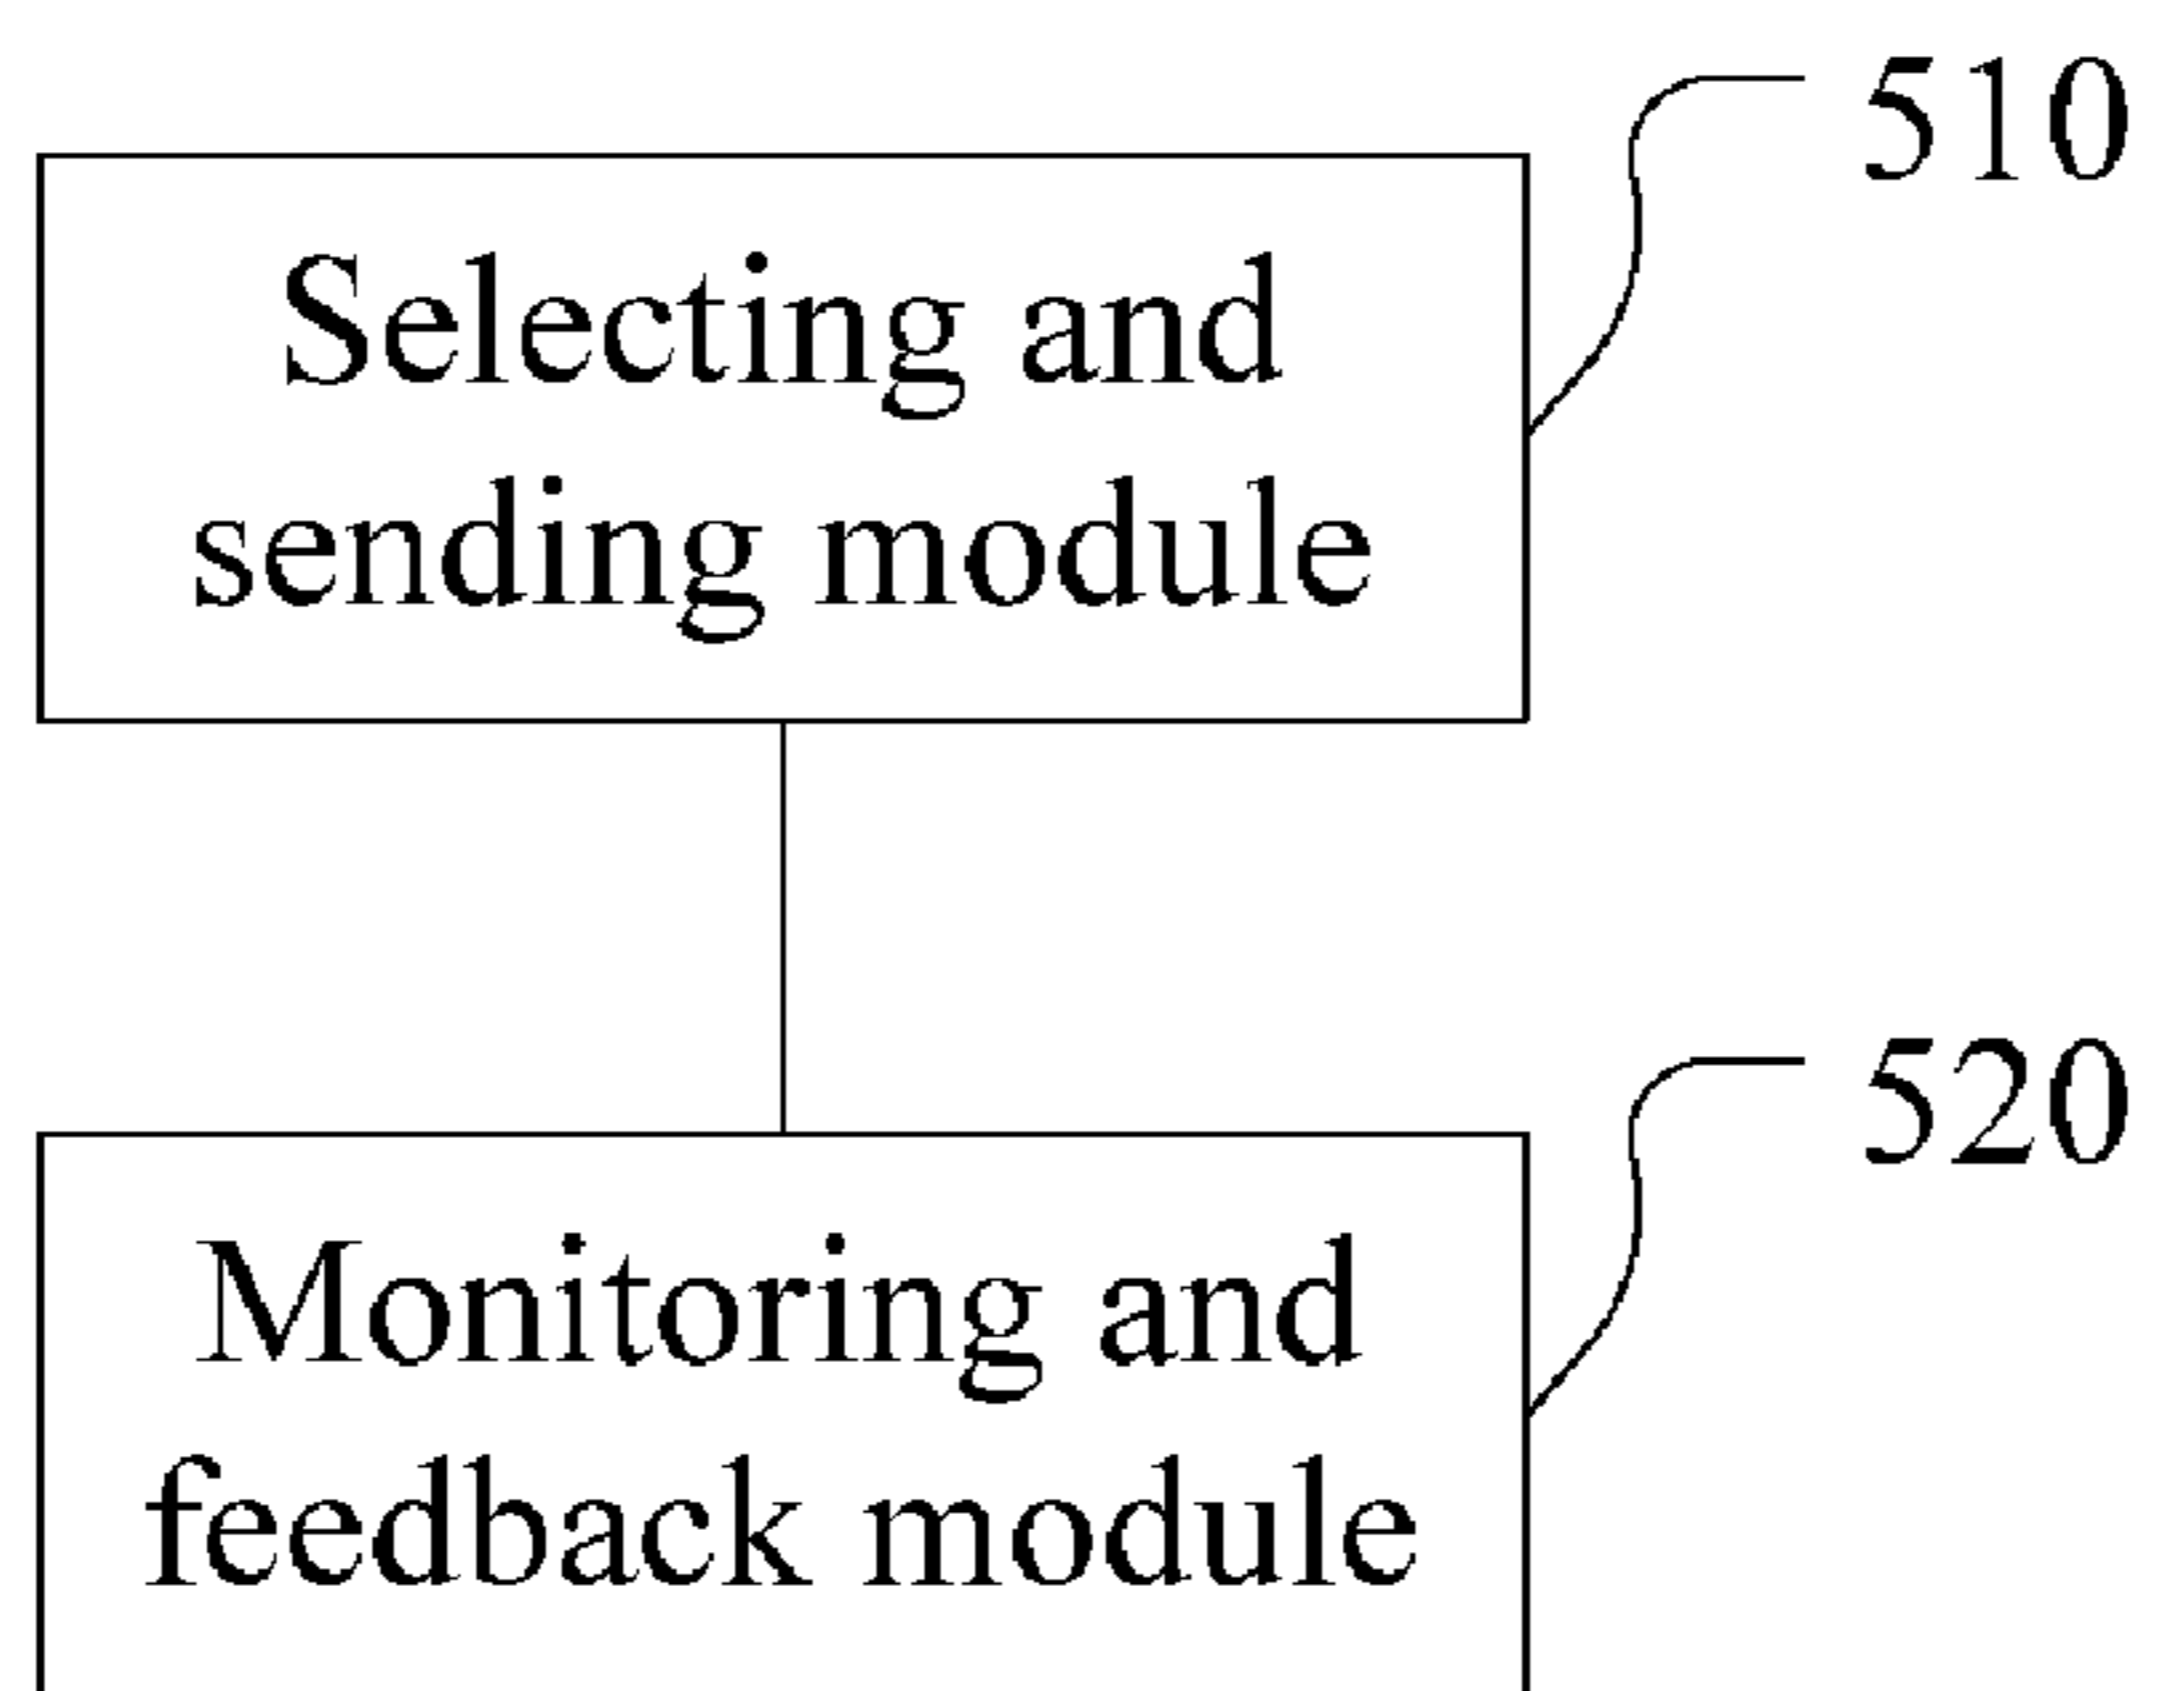 510
Selecting and
sending module
520
Monitoring and
feedback module